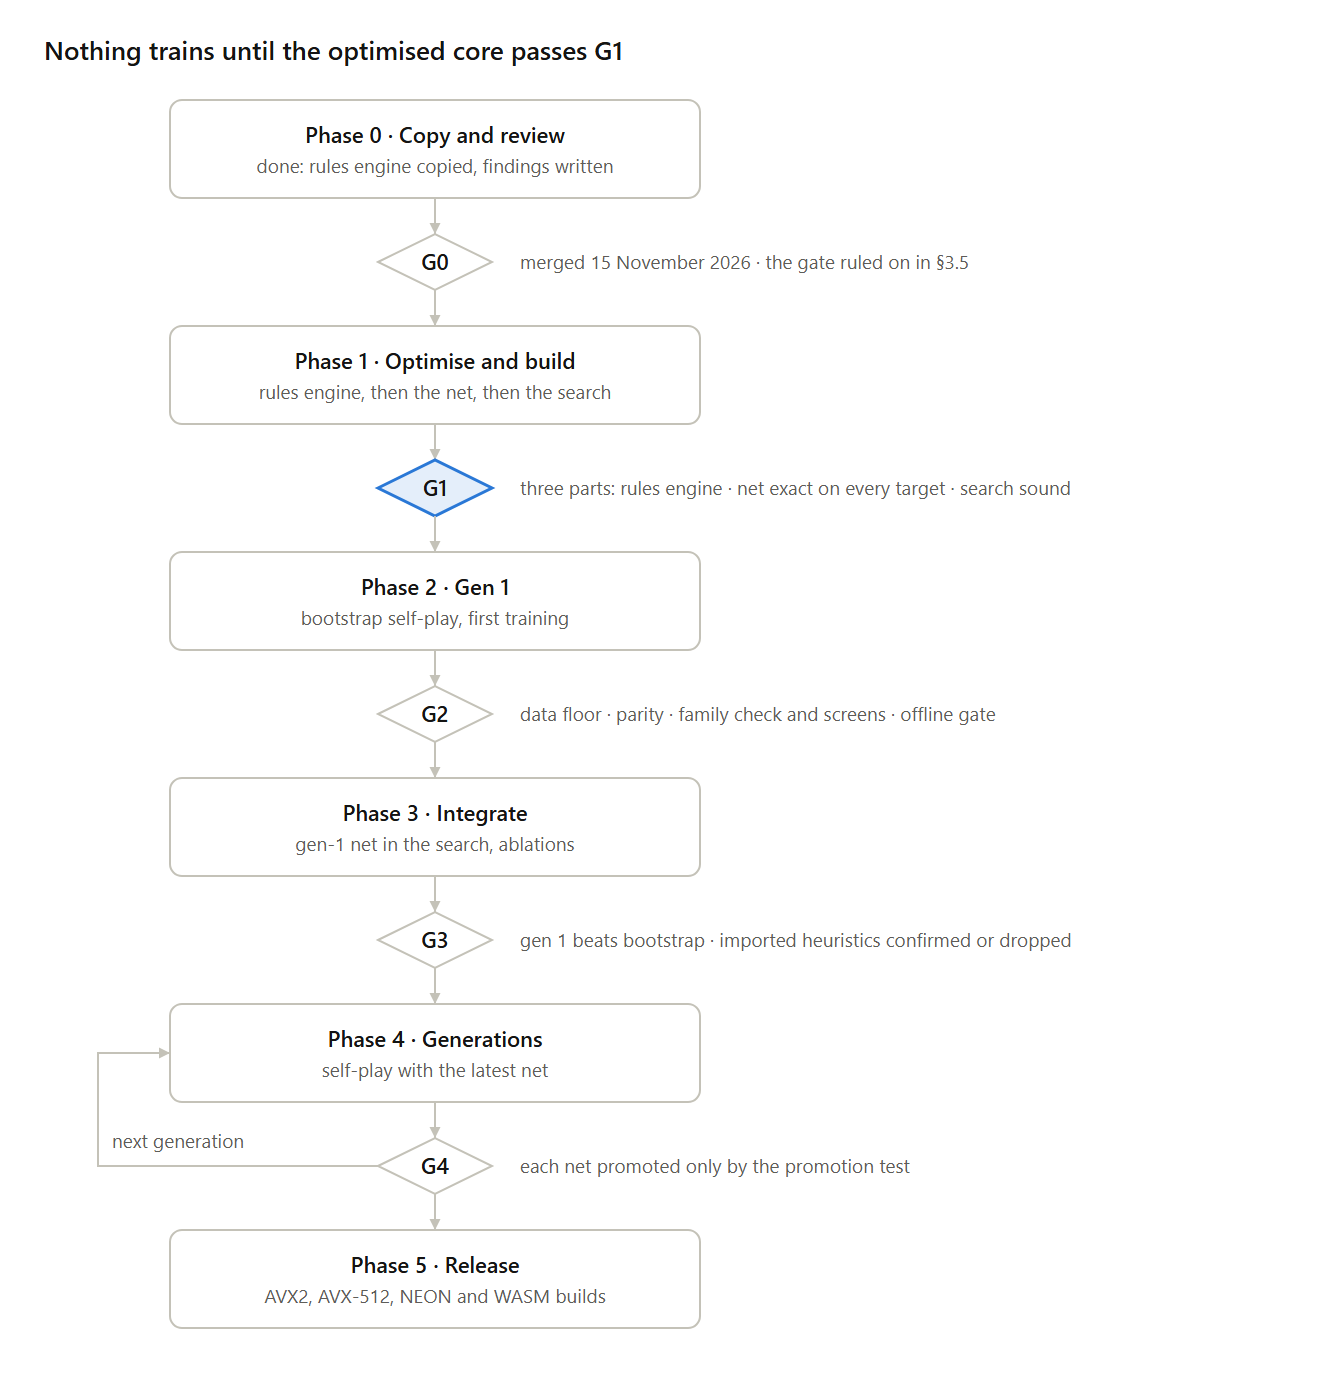 Nothing trains until the optimised core passes G1
Phase 0 · Copy and review
done: rules engine copied, findings written
G0
merged 15 November 2026 · the gate ruled on in §3.5
Phase 1 · Optimise and build
rules engine, then the net, then the search
G1
three parts: rules engine · net exact on every target · search sound
Phase 2 · Gen 1
bootstrap self-play, first training
G2
data floor · parity · family check and screens · offline gate
Phase 3 · Integrate
gen-1 net in the search, ablations
G3
gen 1 beats bootstrap · imported heuristics confirmed or dropped
Phase 4 · Generations
self-play with the latest net
next generation
G4
each net promoted only by the promotion test
Phase 5 · Release
AVX2, AVX-512, NEON and WASM builds